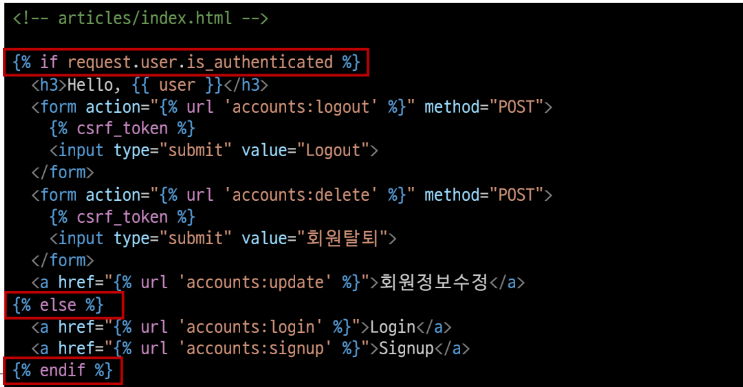 <!-- articles/index.html -->
{% if request.user.is_authenticated %}
<h3>Hello, {{ user }}</h3>
<form action="{% url 'accounts:logout' %}" method="POST">
{% csrf_token %}
<input type="submit" value="Logout">
</form>
<form action="{% url 'accounts:delete' %}" method="POST">
{% csrf_token %}
<input type="submit" value="회원탈퇴">
</form>
<a href="{% url 'accounts:update' %}">회원정보수정</a>
{% else %}
<a href="{% url 'accounts:login' %}">Login</a>
<a href="{% url 'accounts:signup' %}">Signup</a>
{% endif %}